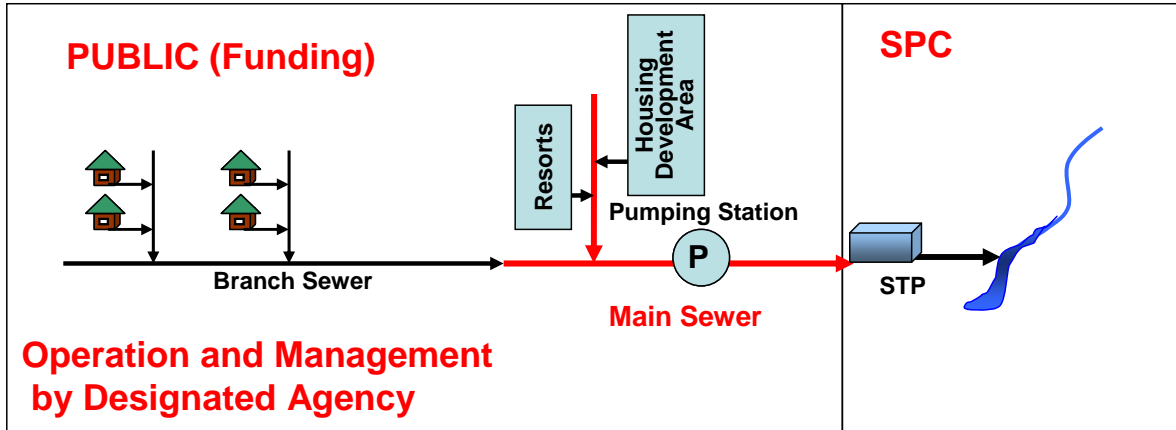 PUBLIC (Funding)
SPC
Resorts
Housing
Development
Area
Pumping Station
P
Branch Sewer
STP
Main Sewer
Operation and Management
by Designated Agency